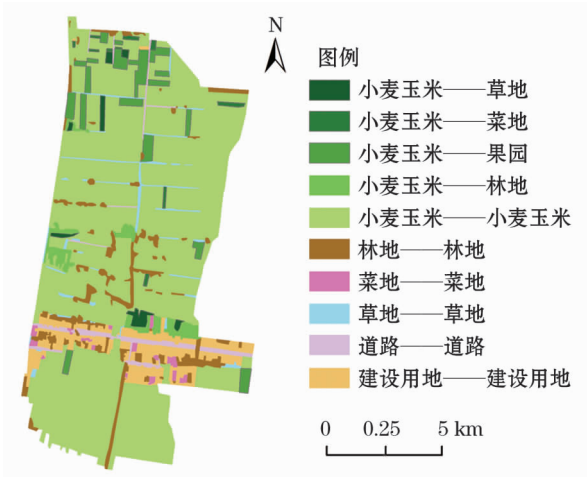 N
图例
小麦玉米——草地
小麦玉米——菜地
小麦玉米——果园
小麦玉米——林地
小麦玉米——小麦玉米
林地——林地
菜地——菜地
草地——草地
道路——道路
建设用地——建设用地
0 0.25 5 km